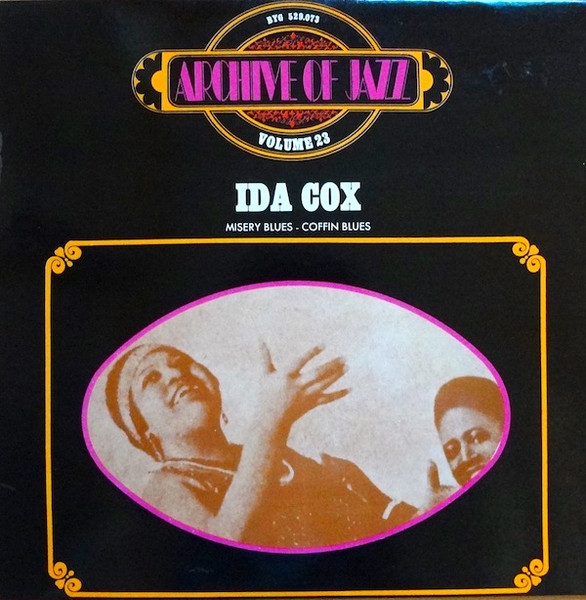 BYG 529.073
ARCHIVE OF JAZZ
VOLUME 23
IDA COX
MISERY BLUES - COFFIN BLUES